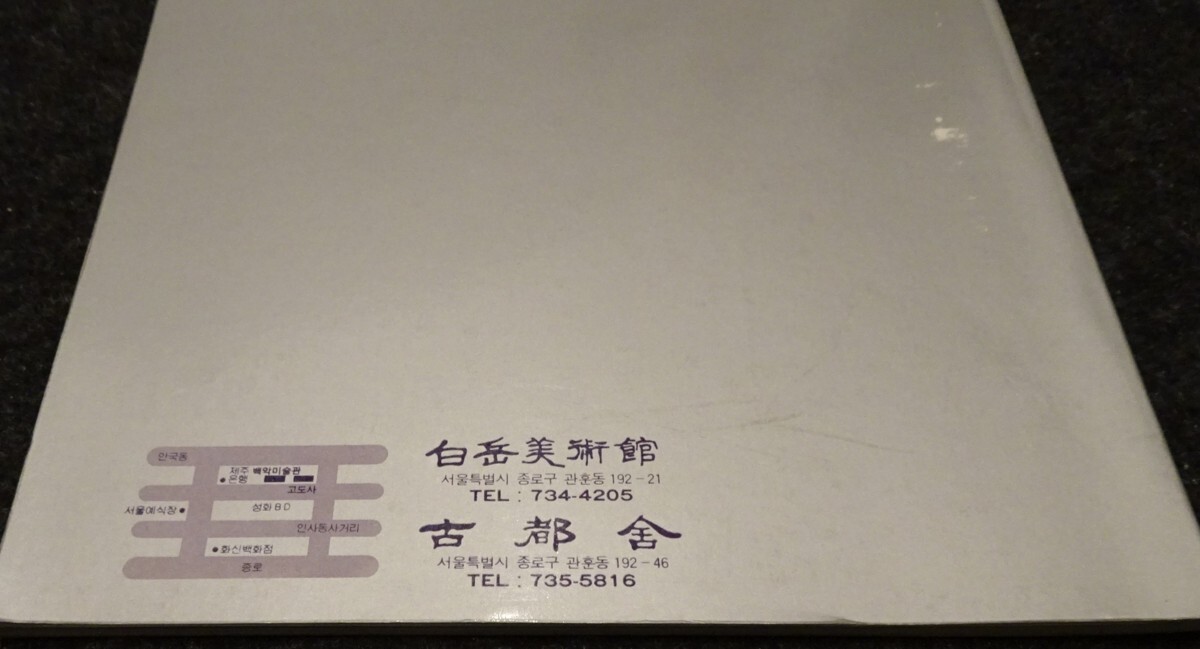 안국동
제주 백악미술관
은행
고도사
서울예식장
성화BD
인사동사거리
화신백화점
종로
白岳美術館
서울특별시 종로구 관훈동 192-21
TEL : 734-4205
古都舍
서울특별시 종로구 관훈동 192-46
TEL : 735-5816